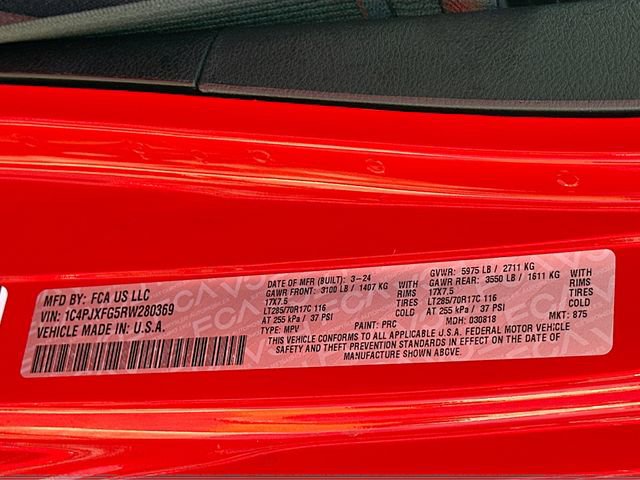 MFD BY: FCA US LLC
VIN: 1C4PJXFG5RW280369
VEHICLE MADE IN U.S.A.
DATE OF MFR (BUILT): 3-24
GAWR FRONT: 3100 LB / 1407 KG WITH
17X7.5 RIMS
LT285/70R17C 116 TIRES
AT 255 kPa / 37 PSI COLD
TYPE: MPV PAINT: PRC
GVWR: 5975 LB / 2711 KG
GAWR REAR: 3550 LB / 1611 KG WITH
17X7.5 RIMS
LT285/70R17C 116 TIRES
AT 255 kPa / 37 PSI COLD
MDH: 030818 MKT: 875
THIS VEHICLE CONFORMS TO ALL APPLICABLE U.S.A. FEDERAL MOTOR VEHICLE
SAFETY AND THEFT PREVENTION STANDARDS IN EFFECT ON THE DATE OF
MANUFACTURE SHOWN ABOVE.